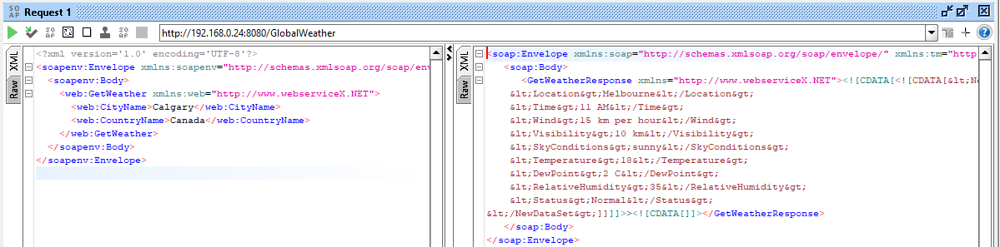 SO AP Request 1
SO AP http://192.168.0.24:8080/GlobalWeather
XML
Raw
<?xml version='1.0' encoding='UTF-8'?>
<soapenv:Envelope xmlns:soapenv="http://schemas.xmlsoap.org/soap/env
<soapenv:Body>
<web:GetWeather xmlns:web="http://www.webserviceX.NET">
<web:CityName>Calgary</web:CityName>
<web:CountryName>Canada</web:CountryName>
</web:GetWeather>
</soapenv:Body>
</soapenv:Envelope>
XML
Raw
<soap:Envelope xmlns:soap="http://schemas.xmlsoap.org/soap/envelope/" xmlns:tm="http
<soap:Body>
<GetWeatherResponse xmlns="http://www.webserviceX.NET"><![CDATA[<![CDATA[&lt;Ne
&lt;Location&gt;Melbourne&lt;/Location&gt;
&lt;Time&gt;11 AM&lt;/Time&gt;
&lt;Wind&gt;15 km per hour&lt;/Wind&gt;
&lt;Visibility&gt;10 km&lt;/Visibility&gt;
&lt;SkyConditions&gt;sunny&lt;/SkyConditions&gt;
&lt;Temperature&gt;18&lt;/Temperature&gt;
&lt;DewPoint&gt;2 C&lt;/DewPoint&gt;
&lt;RelativeHumidity&gt;35&lt;/RelativeHumidity&gt;
&lt;Status&gt;Normal&lt;/Status&gt;
&lt;/NewDataSet&gt;]]]]>><![CDATA[]]></GetWeatherResponse>
</soap:Body>
</soap:Envelope>